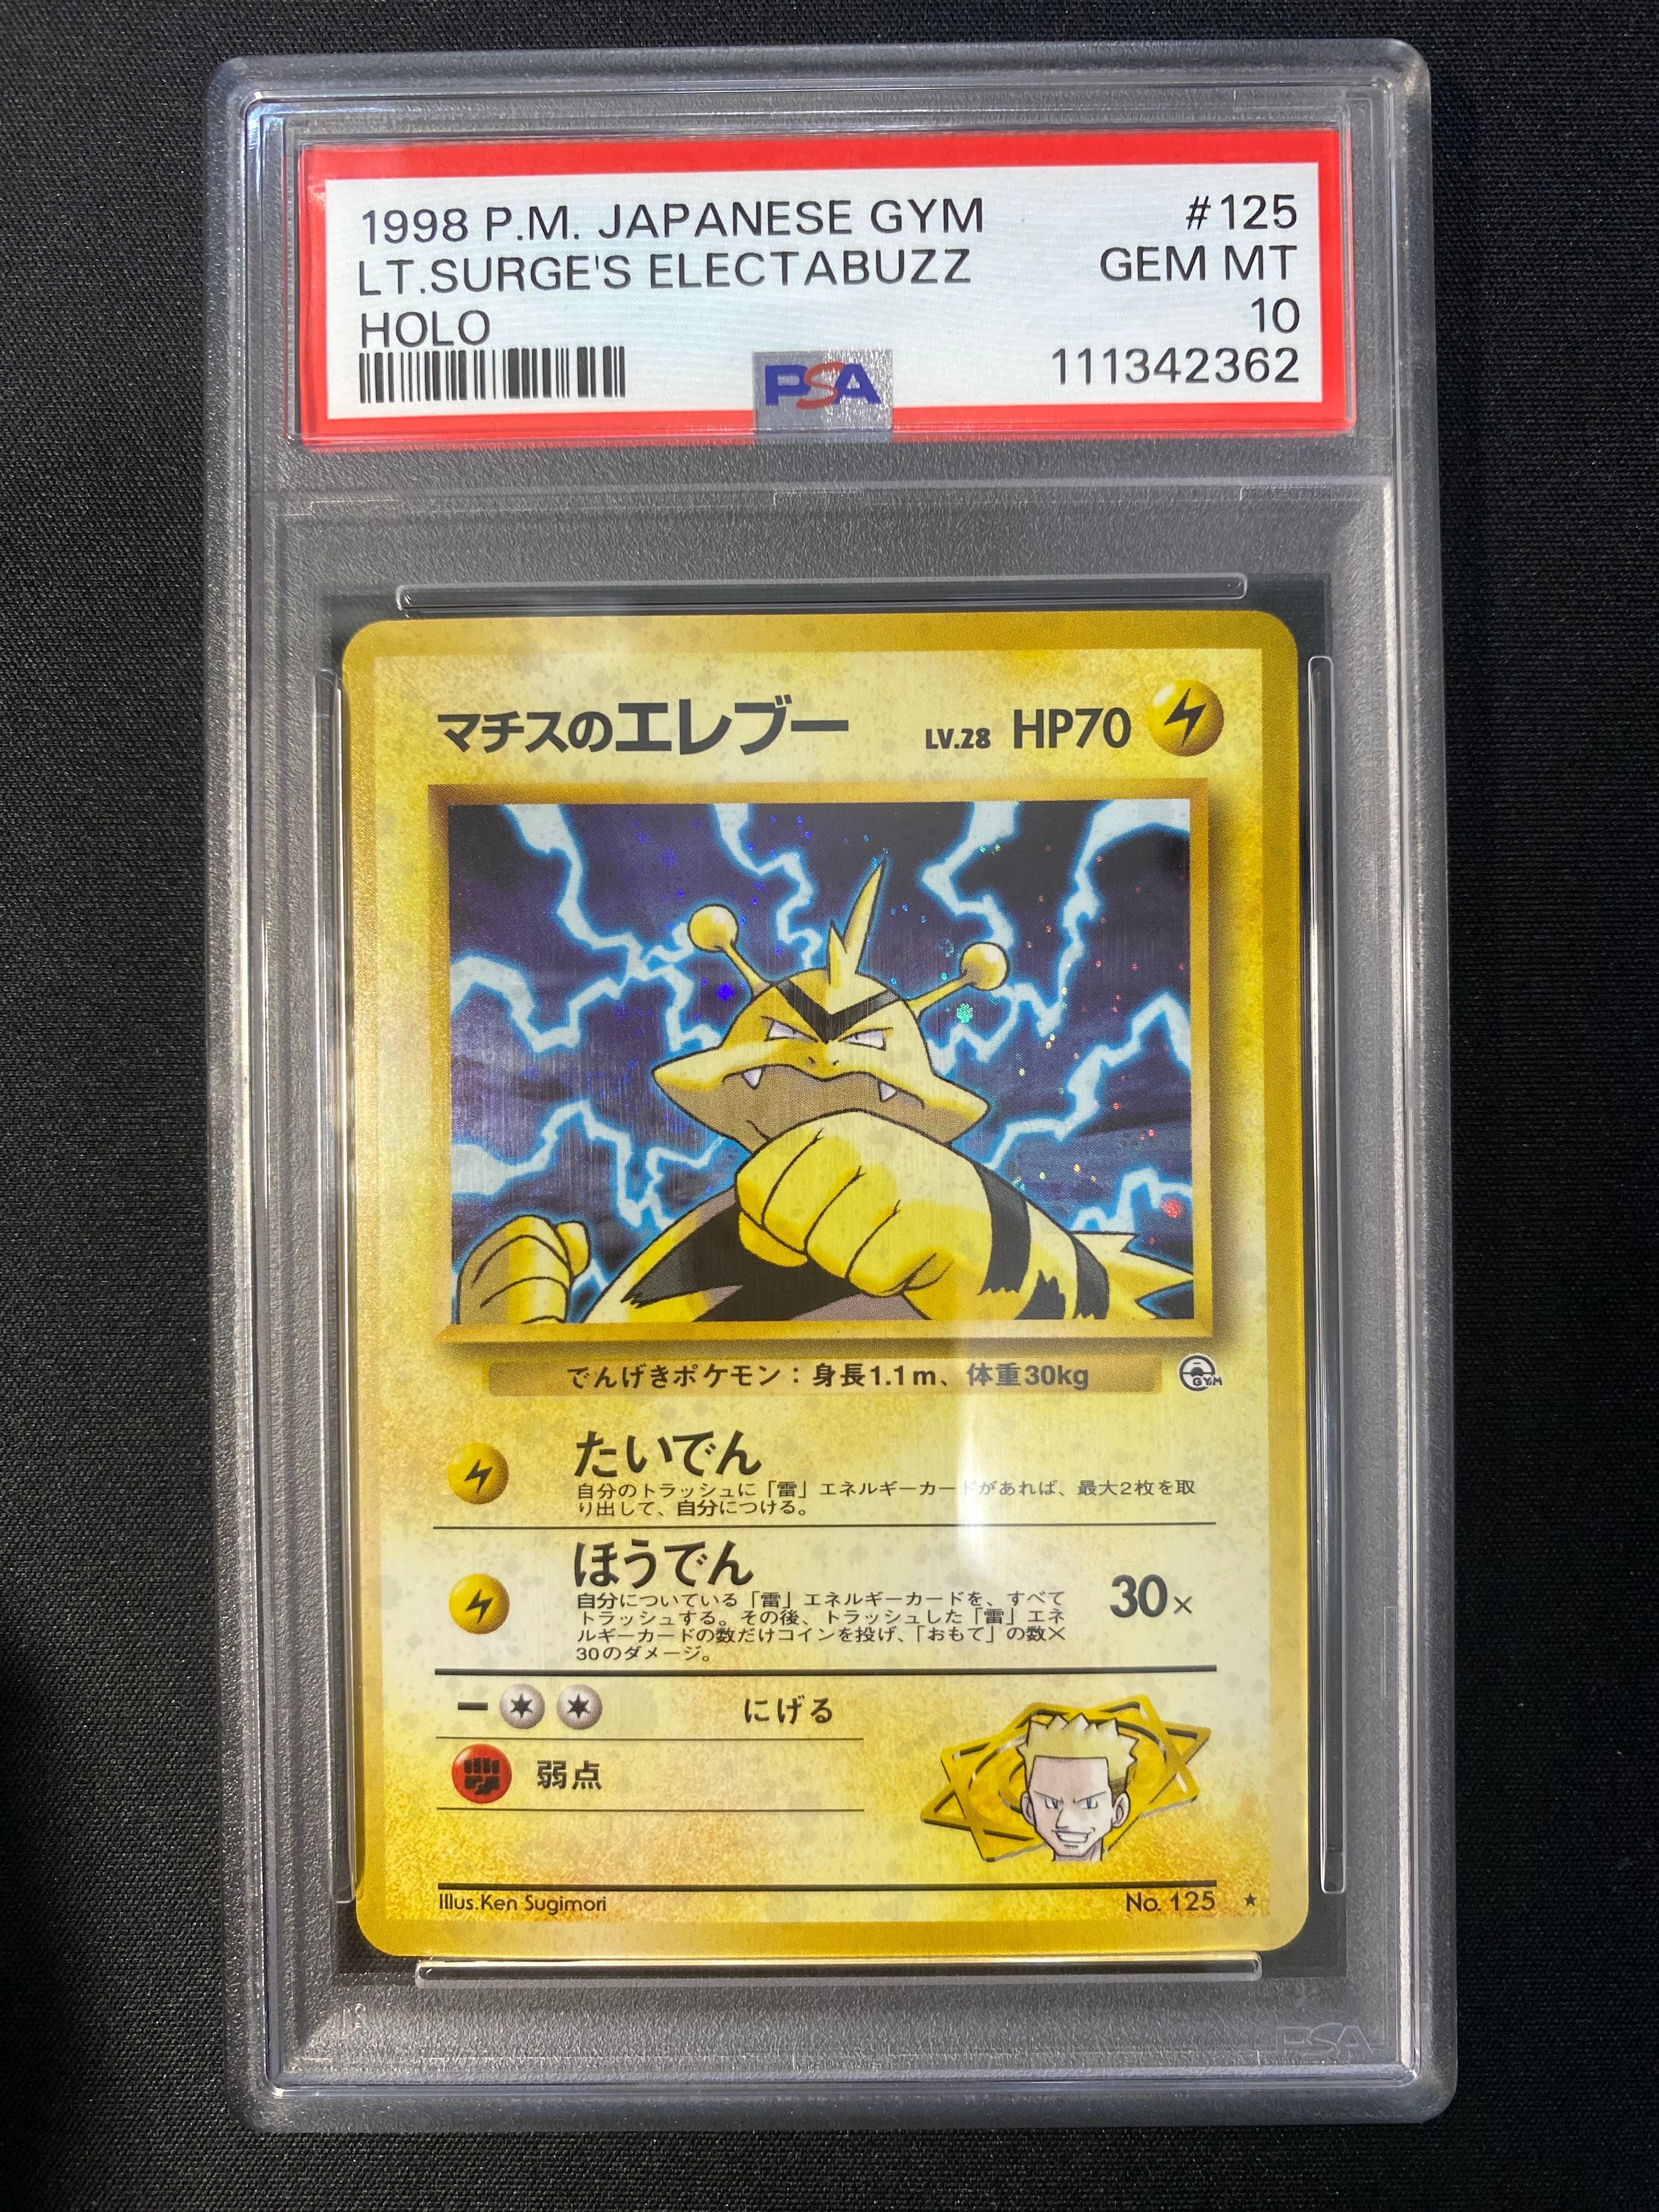 1998 P.M. JAPANESE GYM #125
LT.SURGE'S ELECTABUZZ GEM MT
HOLO 10
PSA 111342362
マチスのエレブー LV.28 HP70
でんげきポケモン：身長1.1m、体重30kg
GYM
たいでん
自分のトラッシュに「雷」エネルギーカードがあれば、最大2枚を取
り出して、自分につける。
ほうでん
自分についている「雷」エネルギーカードを、すべて
トラッシュする。その後、トラッシュした「雷」エネ
ルギーカードの数だけコインを投げ、「おもて」の数×
30のダメージ。
30×
にげる
弱点
Illus.Ken Sugimori No. 125 ★
PSA